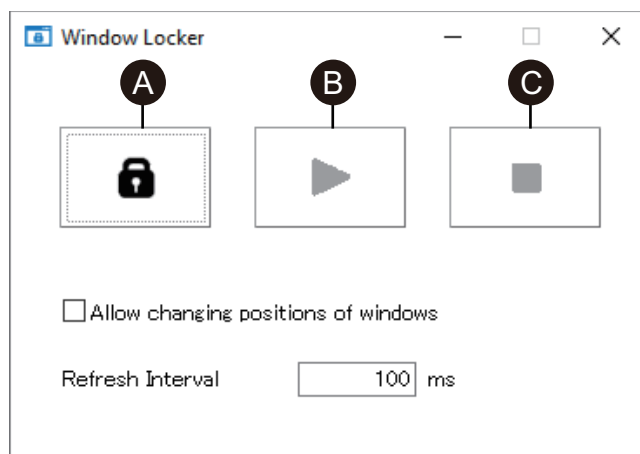 Window Locker
A B C
Allow changing positions of windows
Refresh Interval 100 ms